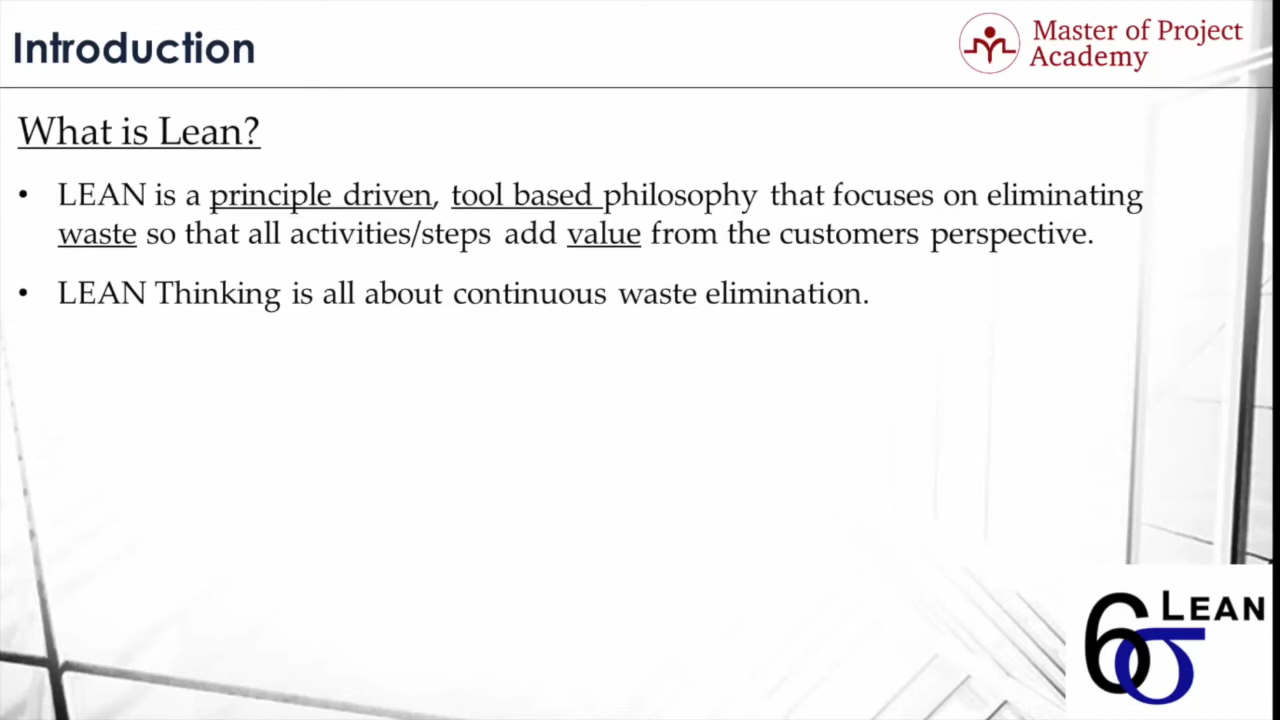 Introduction
Master of Project
Academy
What is Lean?
• LEAN is a principle driven, tool based philosophy that focuses on eliminating
waste so that all activities/steps add value from the customers perspective.
• LEAN Thinking is all about continuous waste elimination.
6σ LEAN